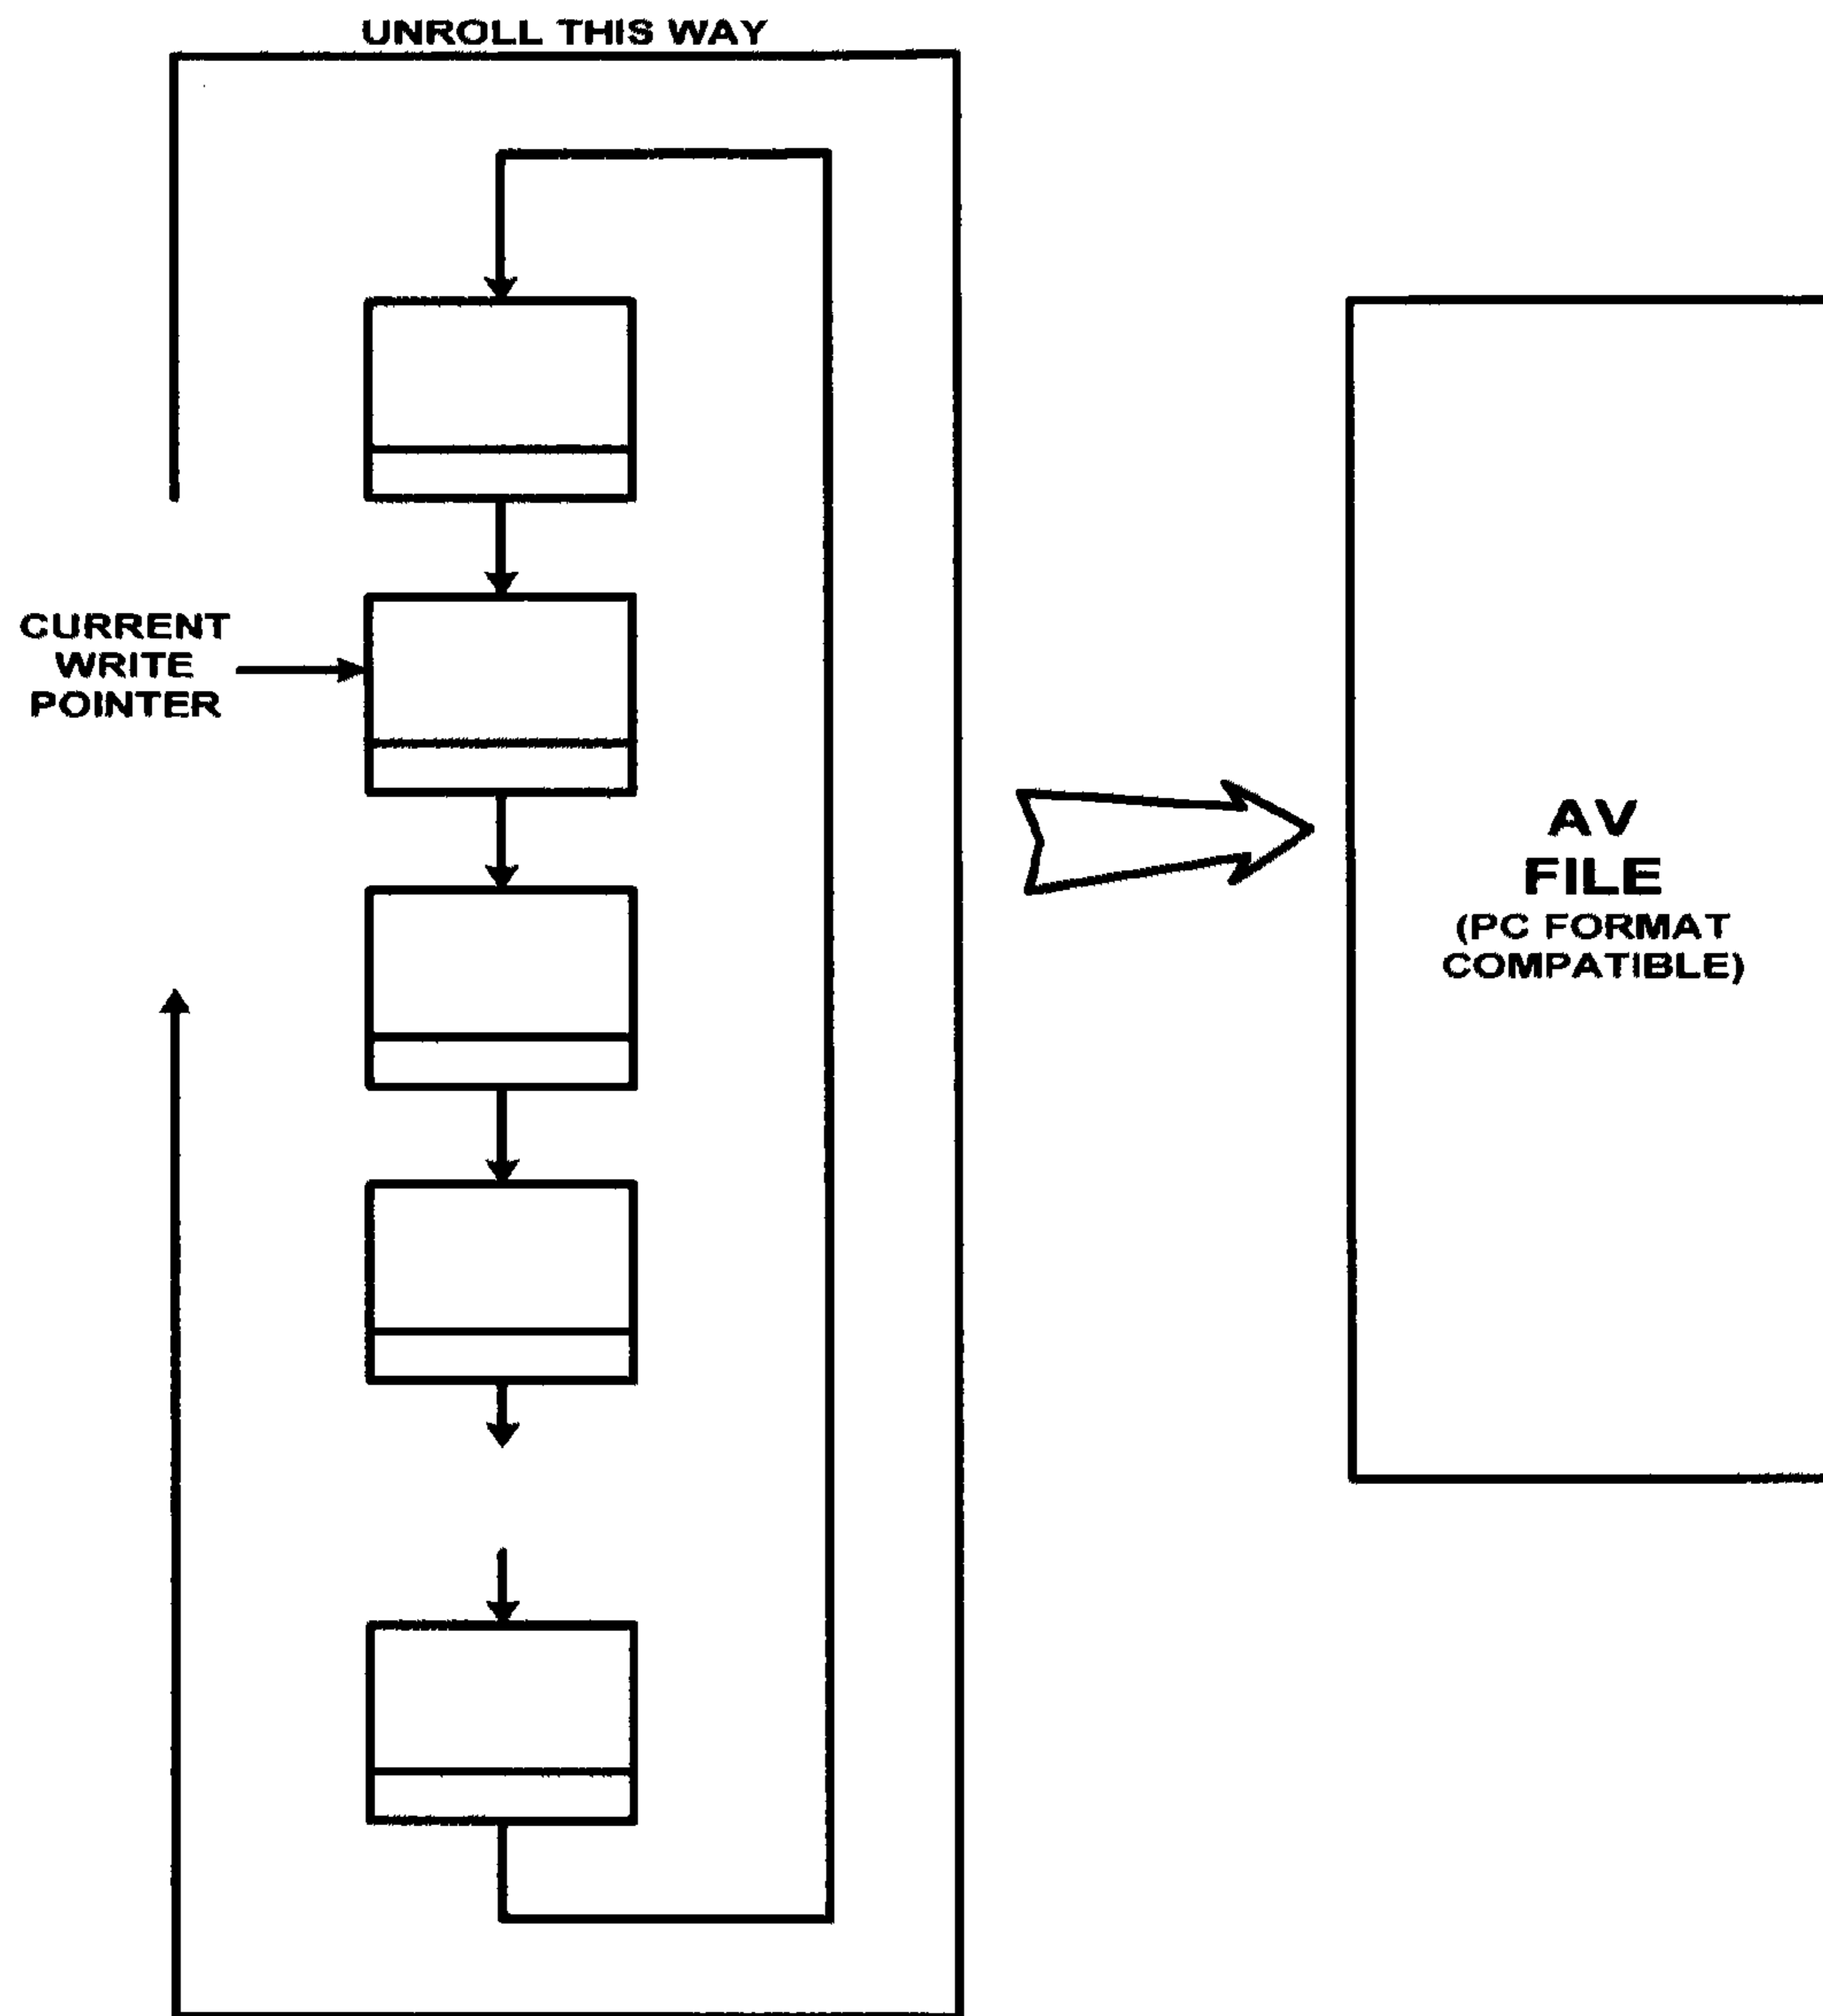 UNROLL THIS WAY
CURRENT
WRITE
POINTER
AV
FILE
(PC FORMAT
COMPATIBLE)